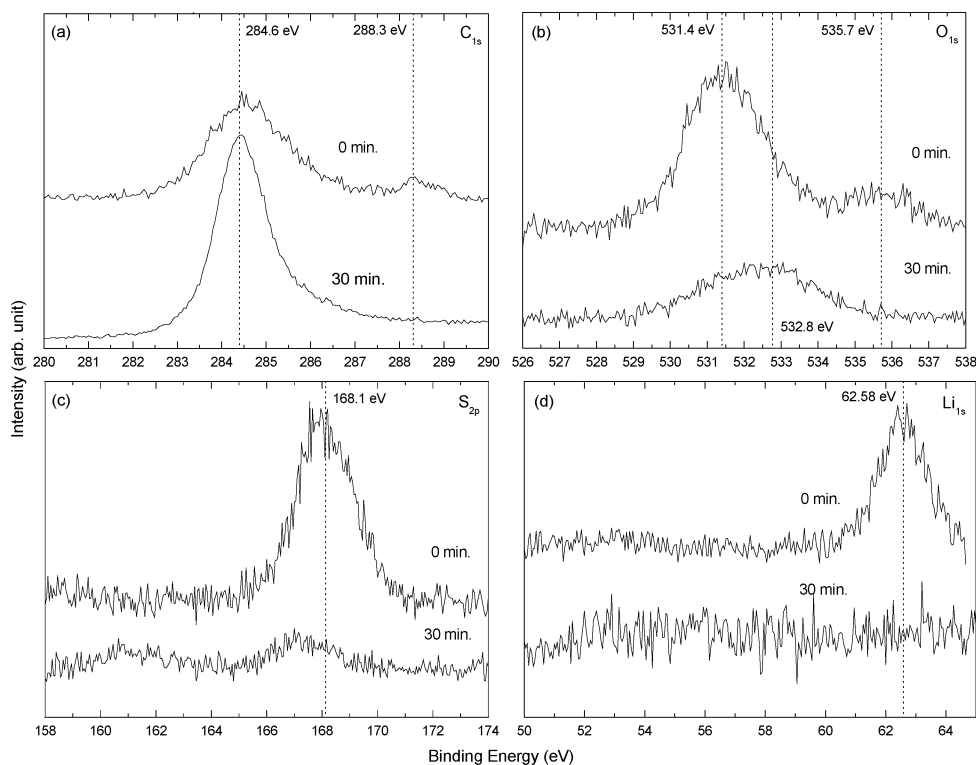 (a)
284.6 eV
288.3 eV
C1s
0 min.
30 min.
280 281 282 283 284 285 286 287 288 289 290
(b)
531.4 eV
535.7 eV
O1s
0 min.
30 min.
532.8 eV
526 527 528 529 530 531 532 533 534 535 536 537 538
Intensity (arb. unit)
(c)
168.1 eV
S2p
0 min.
30 min.
158 160 162 164 166 168 170 172 174
(d)
62.58 eV
Li1s
0 min.
30 min.
50 52 54 56 58 60 62 64
Binding Energy (eV)